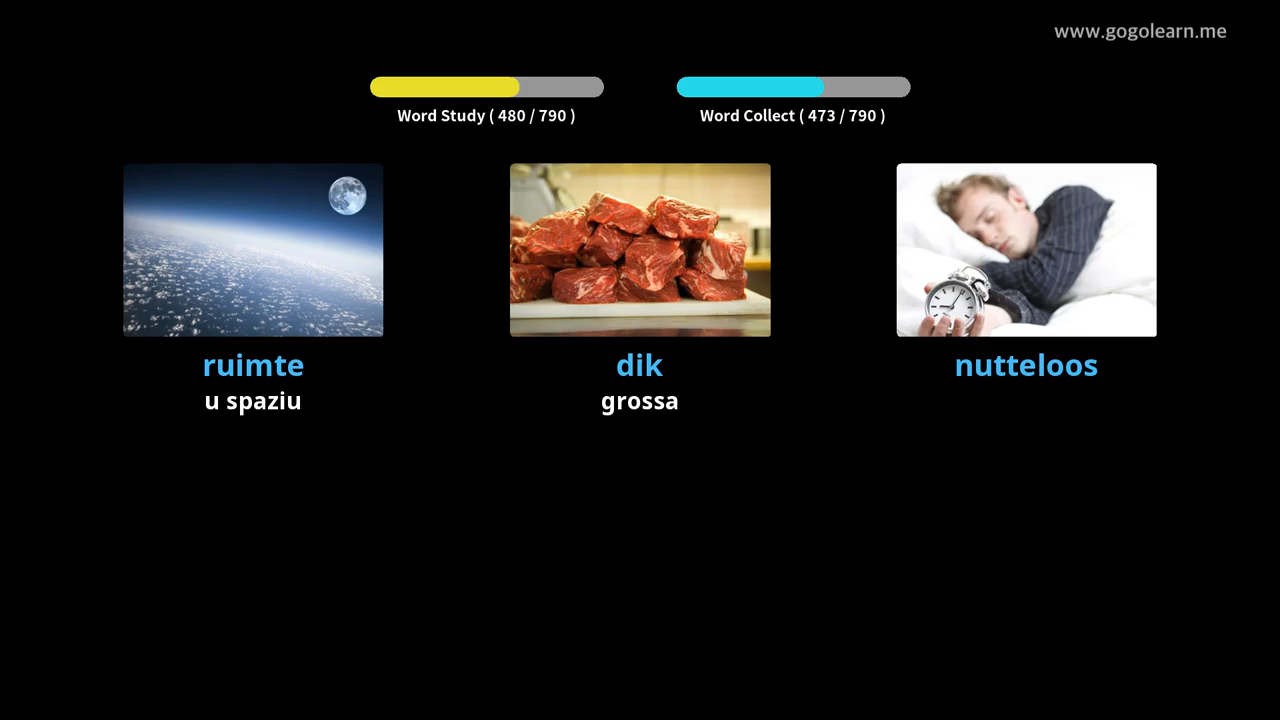 www.gogolearn.me
Word Study ( 480 / 790 )
Word Collect ( 473 / 790 )
ruimte
u spaziu
dik
grossa
nutteloos